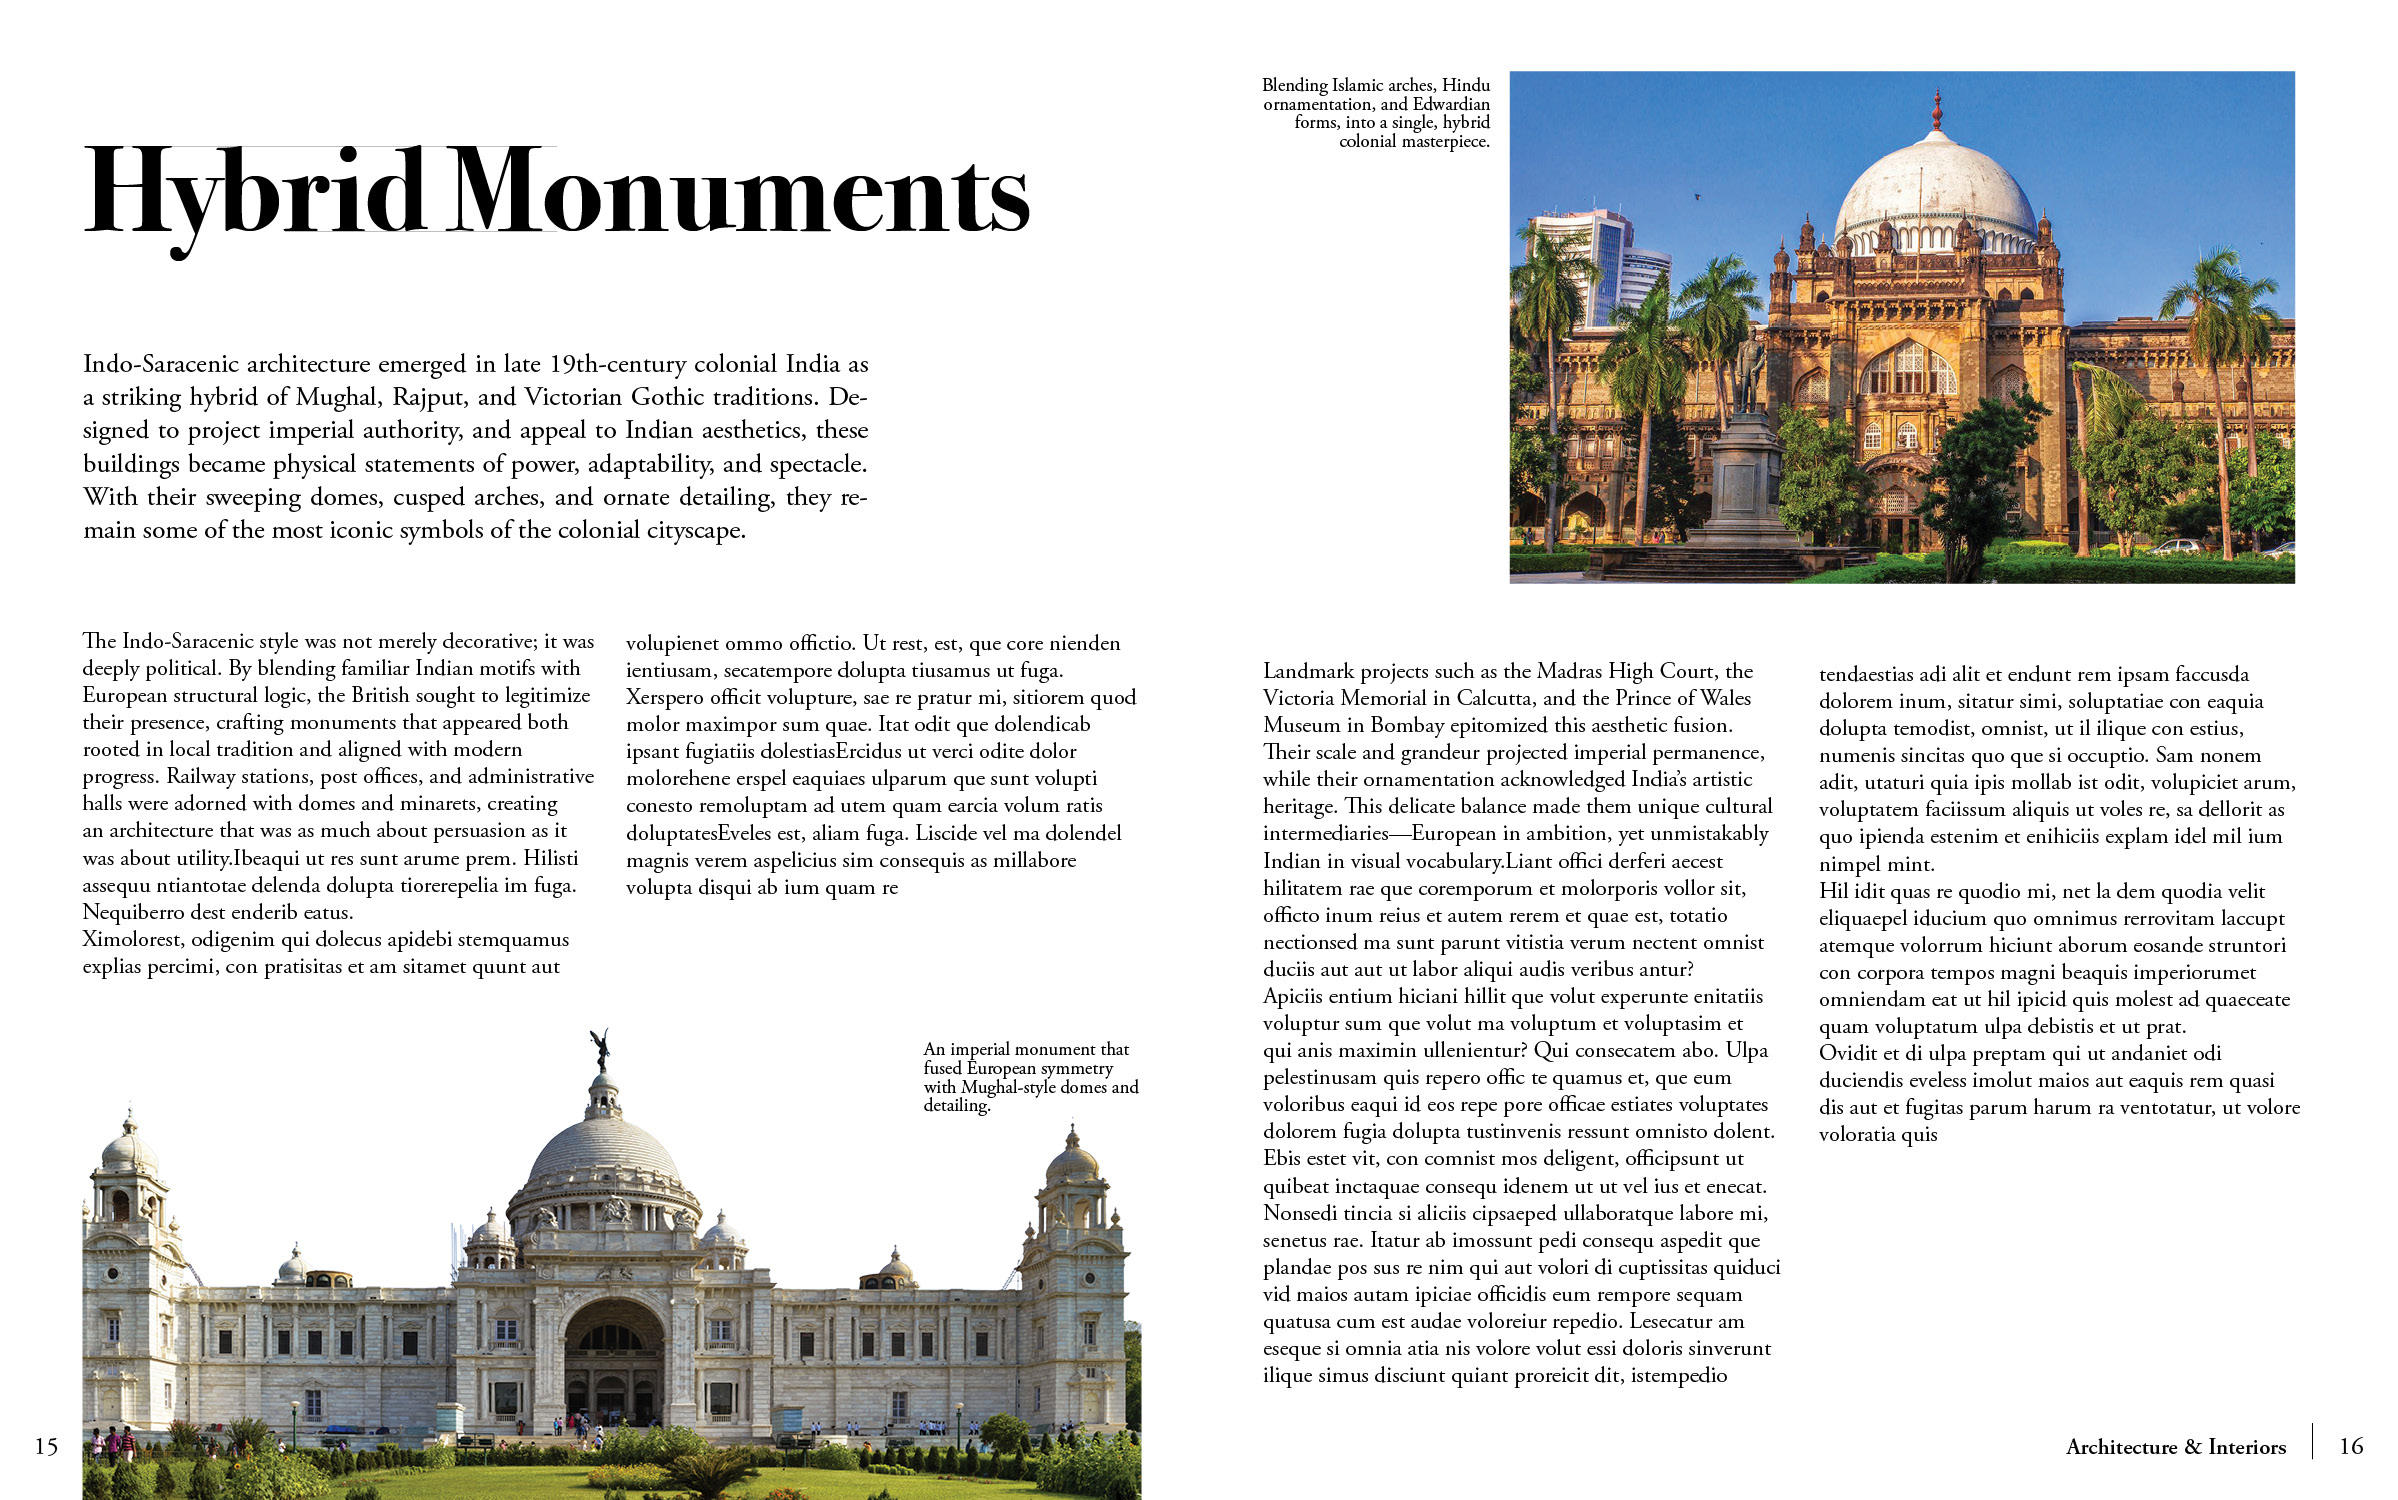 Hybrid Monuments
Indo-Saracenic architecture emerged in late 19th-century colonial India as
a striking hybrid of Mughal, Rajput, and Victorian Gothic traditions. De-
signed to project imperial authority, and appeal to Indian aesthetics, these
buildings became physical statements of power, adaptability, and spectacle.
With their sweeping domes, cusped arches, and ornate detailing, they re-
main some of the most iconic symbols of the colonial cityscape.
The Indo-Saracenic style was not merely decorative; it was
deeply political. By blending familiar Indian motifs with
European structural logic, the British sought to legitimize
their presence, crafting monuments that appeared both
rooted in local tradition and aligned with modern
progress. Railway stations, post offices, and administrative
halls were adorned with domes and minarets, creating
an architecture that was as much about persuasion as it
was about utility.Ibeaqui ut res sunt arume prem. Hilisti
assequu ntiantotae delenda dolupta tiorerepelia im fuga.
Nequiberro dest enderib eatus.
Ximolorest, odigenim qui dolecus apidebi stemquamus
explias percimi, con pratisitas et am sitamet quunt aut
volupienet ommo offictio. Ut rest, est, que core nienden
ientiusam, secatempore dolupta tiusamus ut fuga.
Xerspero officit volupture, sae re pratur mi, sitiorem quod
molor maximpor sum quae. Itat odit que dolendicab
ipsant fugiatiis dolestiasErcidus ut verci odite dolor
molorehene erspel eaquiaes ulparum que sunt volupti
conesto remoluptam ad utem quam earcia volum ratis
doluptatesEveles est, aliam fuga. Liscide vel ma dolendel
magnis verem aspelicius sim consequis as millabore
volupta disqui ab ium quam re
An imperial monument that
fused European symmetry
with Mughal-style domes and
detailing.
15
Blending Islamic arches, Hindu
ornamentation, and Edwardian
forms, into a single, hybrid
colonial masterpiece.
Landmark projects such as the Madras High Court, the
Victoria Memorial in Calcutta, and the Prince of Wales
Museum in Bombay epitomized this aesthetic fusion.
Their scale and grandeur projected imperial permanence,
while their ornamentation acknowledged India’s artistic
heritage. This delicate balance made them unique cultural
intermediaries—European in ambition, yet unmistakably
Indian in visual vocabulary.Liant offici derferi aecest
hilitatem rae que coremporum et molorporis vollor sit,
officto inum reius et autem rerem et quae est, totatio
nectionsed ma sunt parunt vitistia verum nectent omnist
duciis aut aut ut labor aliqui audis veribus antur?
Apiciis entium hiciani hillit que volut experunte enitatiis
voluptur sum que volut ma voluptum et voluptasim et
qui anis maximin ullenientur? Qui consecatem abo. Ulpa
pelestinusam quis repero offic te quamus et, que eum
voloribus eaqui id eos repe pore officae estiates voluptates
dolorem fugia dolupta tustinvenis ressunt omnisto dolent.
Ebis estet vit, con comnist mos deligent, officipsunt ut
quibeat inctaquae consequ idenem ut ut vel ius et enecat.
Nonsedi tincia si aliciis cipsaeped ullaboratque labore mi,
senetus rae. Itatur ab imossunt pedi consequ aspedit que
plandae pos sus re nim qui aut volori di cuptissitas quiduci
vid maios autam ipiciae officidis eum rempore sequam
quatusa cum est audae voloreiur repedio. Lesecatur am
eseque si omnia atia nis volore volut essi doloris sinverunt
ilique simus disciunt quiant proreicit dit, istempedio
tendaestias adi alit et endunt rem ipsam faccusda
dolorem inum, sitatur simi, soluptatiae con eaquia
dolupta temodist, omnist, ut il ilique con estius,
numenis sincitas quo que si occuptio. Sam nonem
adit, utaturi quia ipis mollab ist odit, volupiciet arum,
voluptatem faciissum aliquis ut voles re, sa dellorit as
quo ipienda estenim et enihiciis explam idel mil ium
nimpel mint.
Hil idit quas re quodio mi, net la dem quodia velit
eliquaepel iducium quo omnimus rerrovitam laccupt
atemque volorrum hiciunt aborum eosande struntori
con corpora tempos magni beaquis imperiorumet
omniendam eat ut hil ipicid quis molest ad quaeceate
quam voluptatum ulpa debistis et ut prat.
Ovidit et di ulpa preptam qui ut andaniet odi
duciendis eveless imolut maios aut eaquis rem quasi
dis aut et fugitas parum harum ra ventotatur, ut volore
voloratia quis
Architecture & Interiors
16